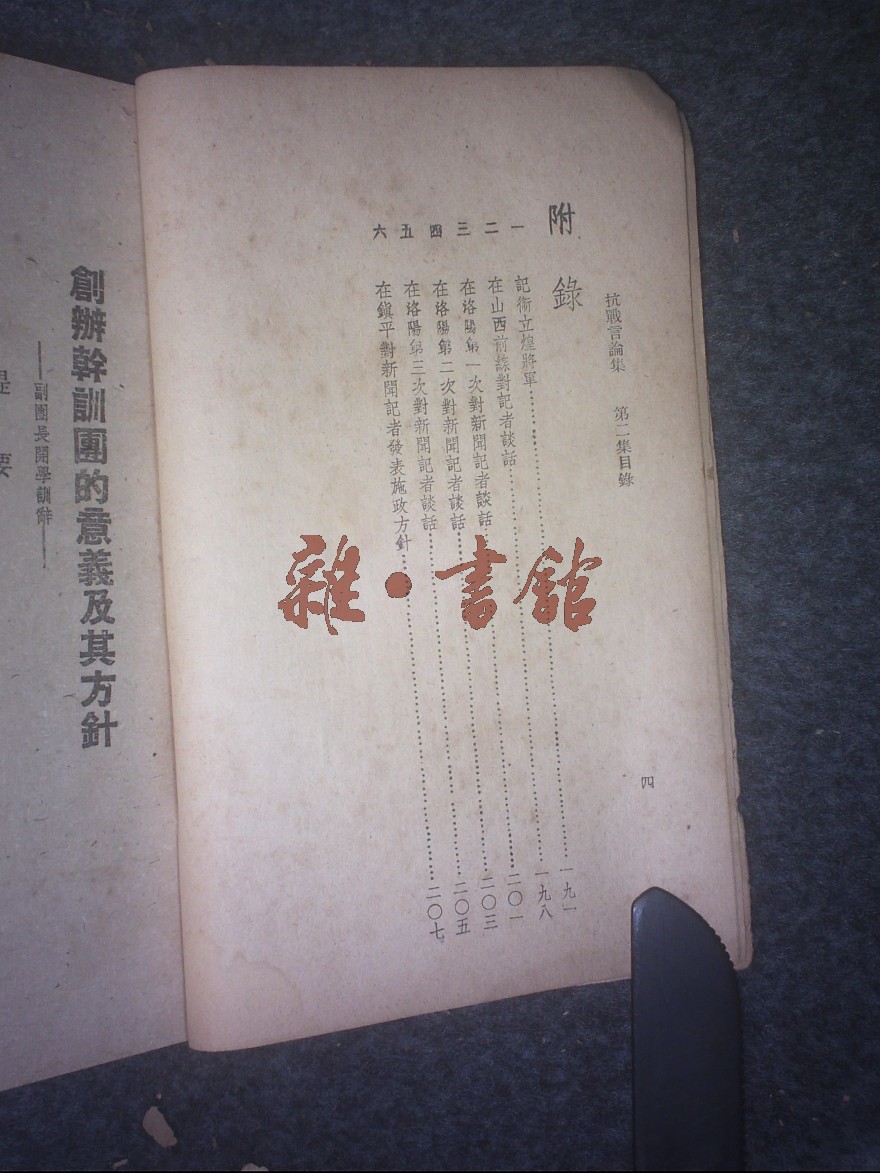 抗戰言論集　第二集目錄
四
附錄
一　記衛立煌將軍……一九一
二　在山西前綫對記者談話……一九八
三　在洛陽第一次對新聞記者談話……二〇一
四　在洛陽第二次對新聞記者談話……二〇三
五　在洛陽第三次對新聞記者談話……二〇五
六　在鎮平對新聞記者發表施政方針……二〇七
創辦幹訓團的意義及其方針
——副團長開學訓辭——
提要
雜·書館